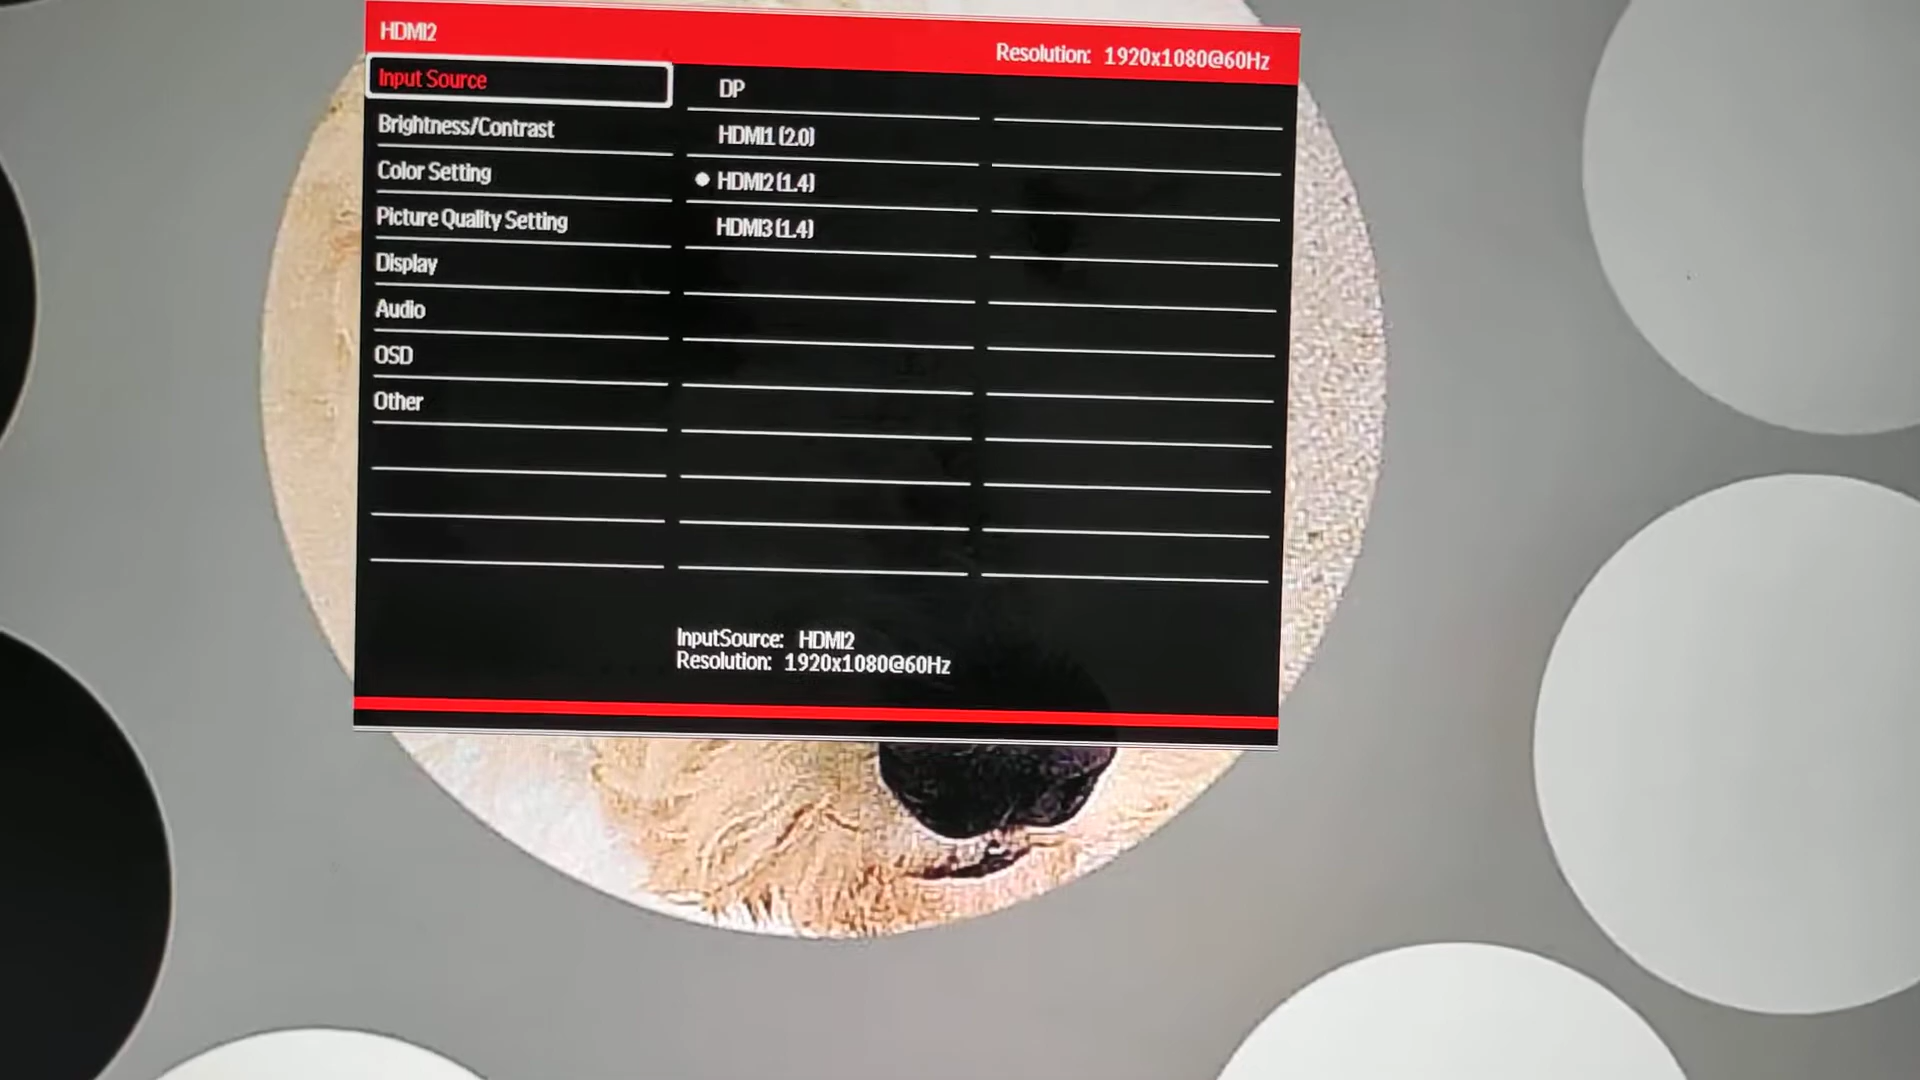 HDMI2
Resolution: 1920x1080@60Hz
Input Source
DP
Brightness/Contrast
HDMI1 (2.0)
Color Setting
HDMI2 (1.4)
Picture Quality Setting
HDMI3 (1.4)
Display
Audio
OSD
Other
InputSource: HDMI2
Resolution: 1920x1080@60Hz